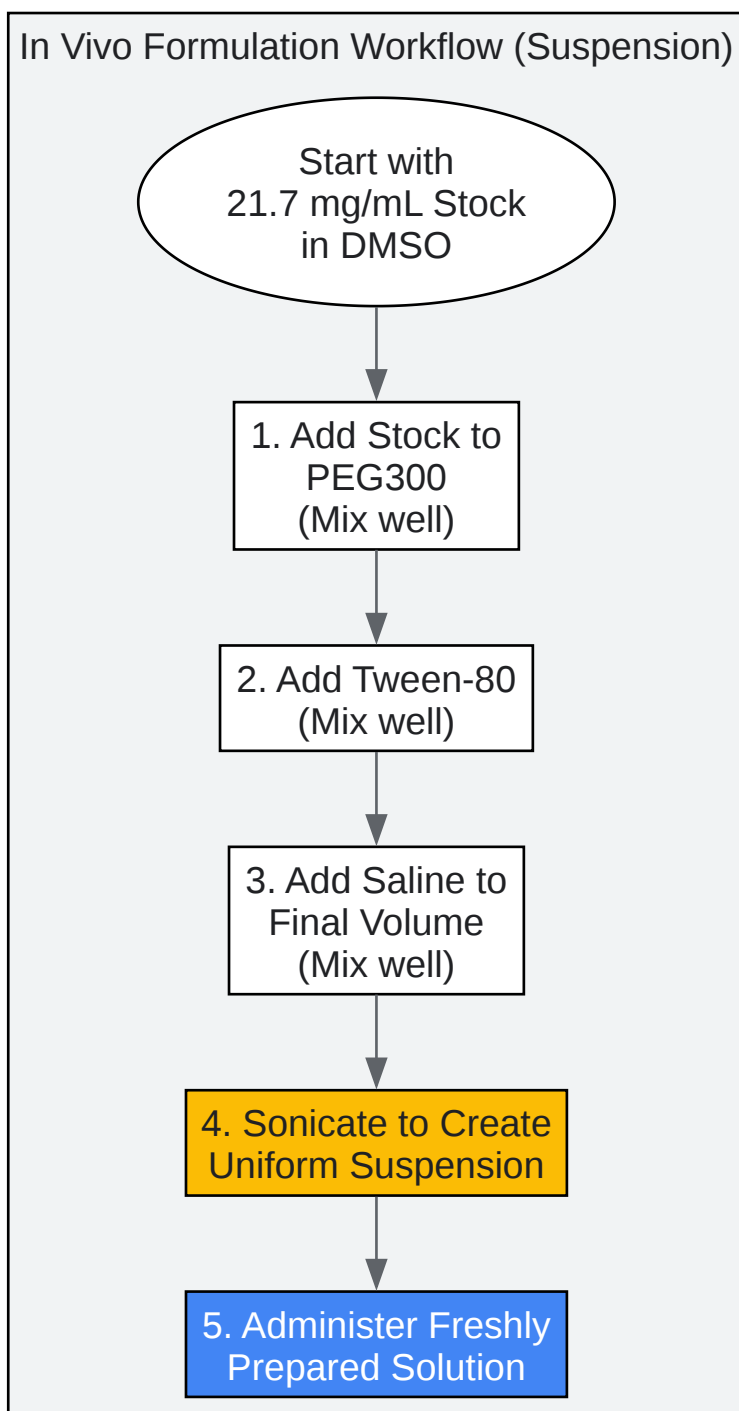 In Vivo Formulation Workflow (Suspension)
Start with
21.7 mg/mL Stock
in DMSO
1. Add Stock to
PEG300
(Mix well)
2. Add Tween-80
(Mix well)
3. Add Saline to
Final Volume
(Mix well)
4. Sonicate to Create
Uniform Suspension
5. Administer Freshly
Prepared Solution